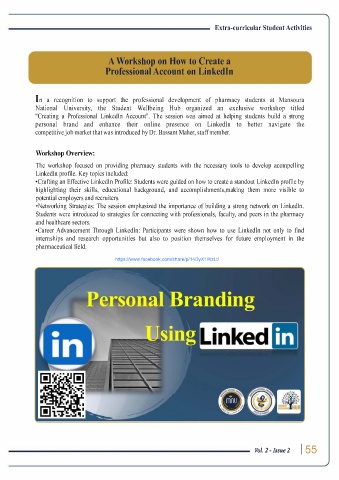 Extra-curricular Student Activities
A Workshop on How to Create a
Professional Account on LinkedIn
In a recognition to support the professional development of pharmacy students at Mansoura
National University, the Student Wellbeing Hub organized an exclusive workshop titled
"Creating a Professional LinkedIn Account". The session was aimed at helping students build a strong
personal brand and enhance their online presence on LinkedIn to better navigate the
competitive job market that was introduced by Dr. Bossant Maher, staff member.
Workshop Overview:
The workshop focused on providing pharmacy students with the necessary tools to develop acompelling
LinkedIn profile. Key topics included:
•Crafting an Effective LinkedIn Profile: Students were guided on how to create a standout LinkedIn profile by
highlighting their skills, educational background, and accomplishments,making them more visible to
potential employers and recruiters.
•Networking Strategies: The session emphasized the importance of building a strong network on LinkedIn.
Students were introduced to strategies for connecting with professionals, faculty, and peers in the pharmacy
and healthcare sectors.
•Career Advancement Through LinkedIn: Participants were shown how to use LinkedIn not only to find
internships and research opportunities but also to position themselves for future employment in the
pharmaceutical field.
Personal Branding
in
Using Linked in
MNU
Vol. 2 - Issue 2 55